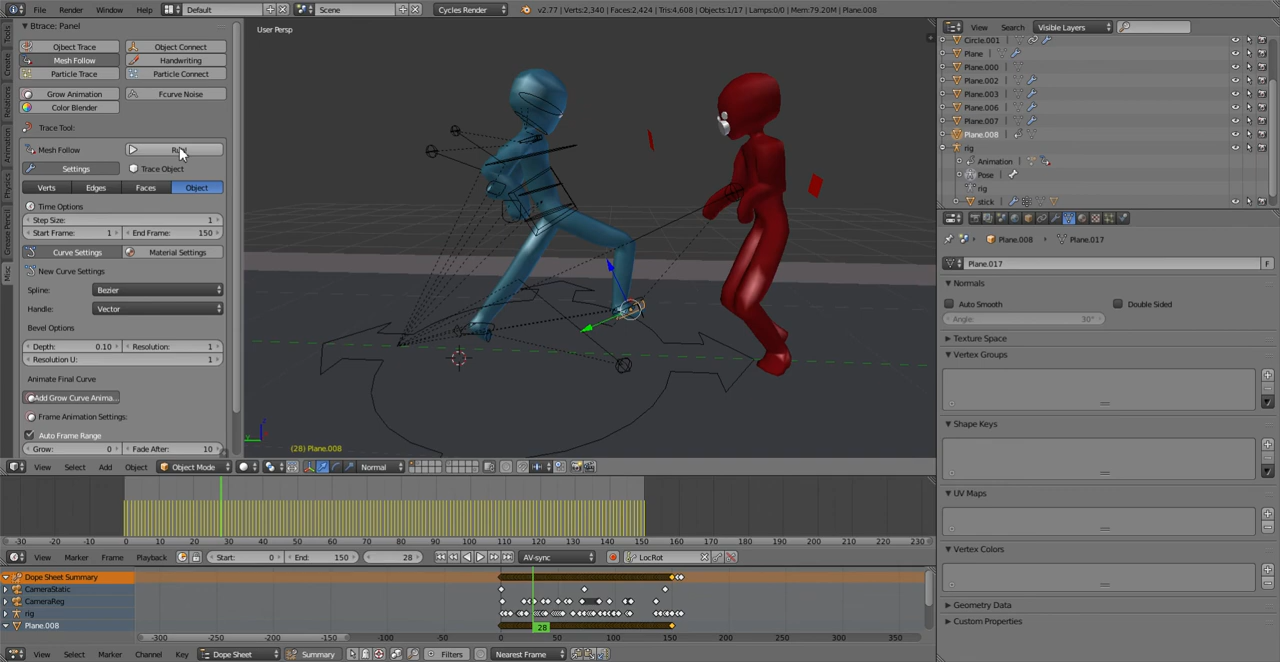 File Window Help Default Scene Cycles Render v2.77 | Verts:2,340 | Faces:2,424 | Tris:4,608 | Objects:1/17 | Lamps:0/0 | Mem:79.20M | Plane.008
Tools
Create
Relations
Animation
Physics
Grease Pencil
Misc
Btrace: Panel
Object Trace Object Connect
Mesh Follow Handwriting
Particle Trace Particle Connect
Grow Animation Fcurve Noise
Color Blender
Trace Tool:
Mesh Follow
Settings Trace Object
Verts Edges Faces Object
Time Options
Step Size: 1
Start Frame: 1 End Frame: 150
Curve Settings Material Settings
New Curve Settings
Spline: Bezier
Handle: Vector
Bevel Options
Depth: 0.10 Resolution: 1
Resolution U: 1
Animate Final Curve
Add Grow Curve Anima...
Frame Animation Settings:
Auto Frame Range
Grow: 0 Fade After: 10
User Persp
(28) Plane.008
View Select Add Object Object Mode Normal
View Search Visible Layers
Circle.001
Plane
Plane.000
Plane.002
Plane.003
Plane.006
Plane.007
Plane.008
rig
Animation
Pose
rig
stick
Plane.008 Plane.017
Plane.017 F
Normals
Auto Smooth Double Sided
Angle: 30°
Texture Space
Vertex Groups
Shape Keys
UV Maps
Vertex Colors
Geometry Data
Custom Properties
-30 -20 -10 0 10 20 30 40 50 60 70 80 90 100 110 120 130 140 150 160 170 180 190 200 210 220 230
View Marker Frame Playback Start: 0 End: 150 28 AV-sync LocRot
Dope Sheet Summary
CameraStatic
CameraReg
rig
Plane.008
28
-300 -250 -200 -150 -100 -50 0 50 100 150 200 250 300 350
View Select Marker Channel Key Dope Sheet Summary Filters Nearest Frame